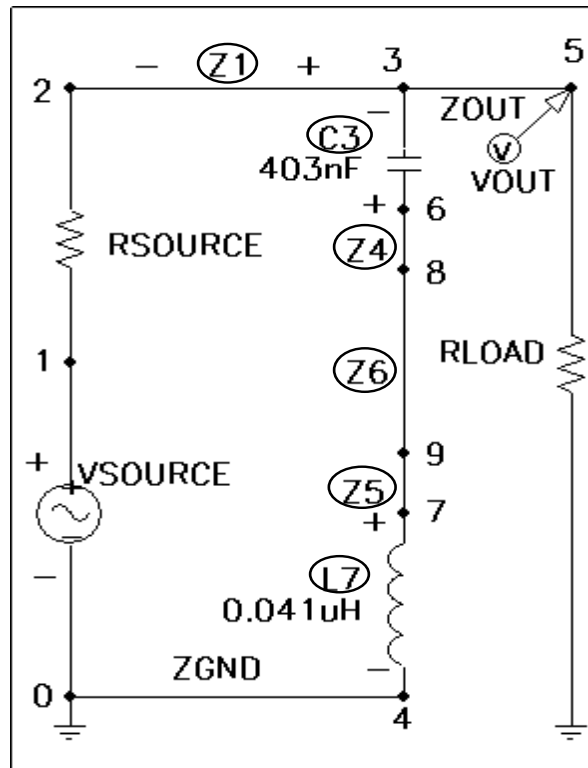 5
− Z1 + 3
2
− ZOUT
C3
V
403nF VOUT
+ 6
RSOURCE Z4
8
1 RLOAD
Z6
9
+ VSOURCE
+ Z5
+ 7
−
− L7
0.041uH
ZGND −
0
4